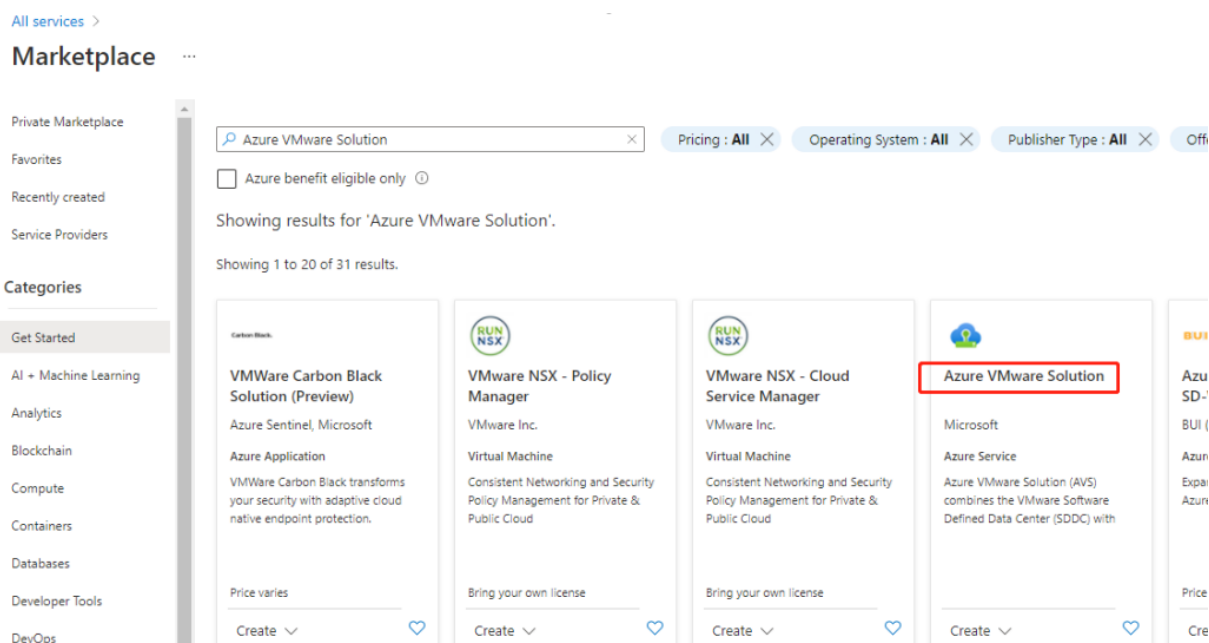 All services >
Marketplace ...
Private Marketplace
Favorites
Recently created
Service Providers
Categories
Get Started
AI + Machine Learning
Analytics
Blockchain
Compute
Containers
Databases
Developer Tools
DevOps
Azure VMware Solution
Pricing : All
Operating System : All
Publisher Type : All
Azure benefit eligible only
Showing results for 'Azure VMware Solution'.
Showing 1 to 20 of 31 results.
Carbon Black.
VMWare Carbon Black
Solution (Preview)
Azure Sentinel, Microsoft
Azure Application
VMWare Carbon Black transforms
your security with adaptive cloud
native endpoint protection.
Price varies
Create
RUN
NSX
VMware NSX - Policy
Manager
VMware Inc.
Virtual Machine
Consistent Networking and Security
Policy Management for Private &
Public Cloud
Bring your own license
Create
RUN
NSX
VMware NSX - Cloud
Service Manager
VMware Inc.
Virtual Machine
Consistent Networking and Security
Policy Management for Private &
Public Cloud
Bring your own license
Create
Azure VMware Solution
Microsoft
Azure Service
Azure VMware Solution (AVS)
combines the VMware Software
Defined Data Center (SDDC) with
Create
BUI
BUI (
Price